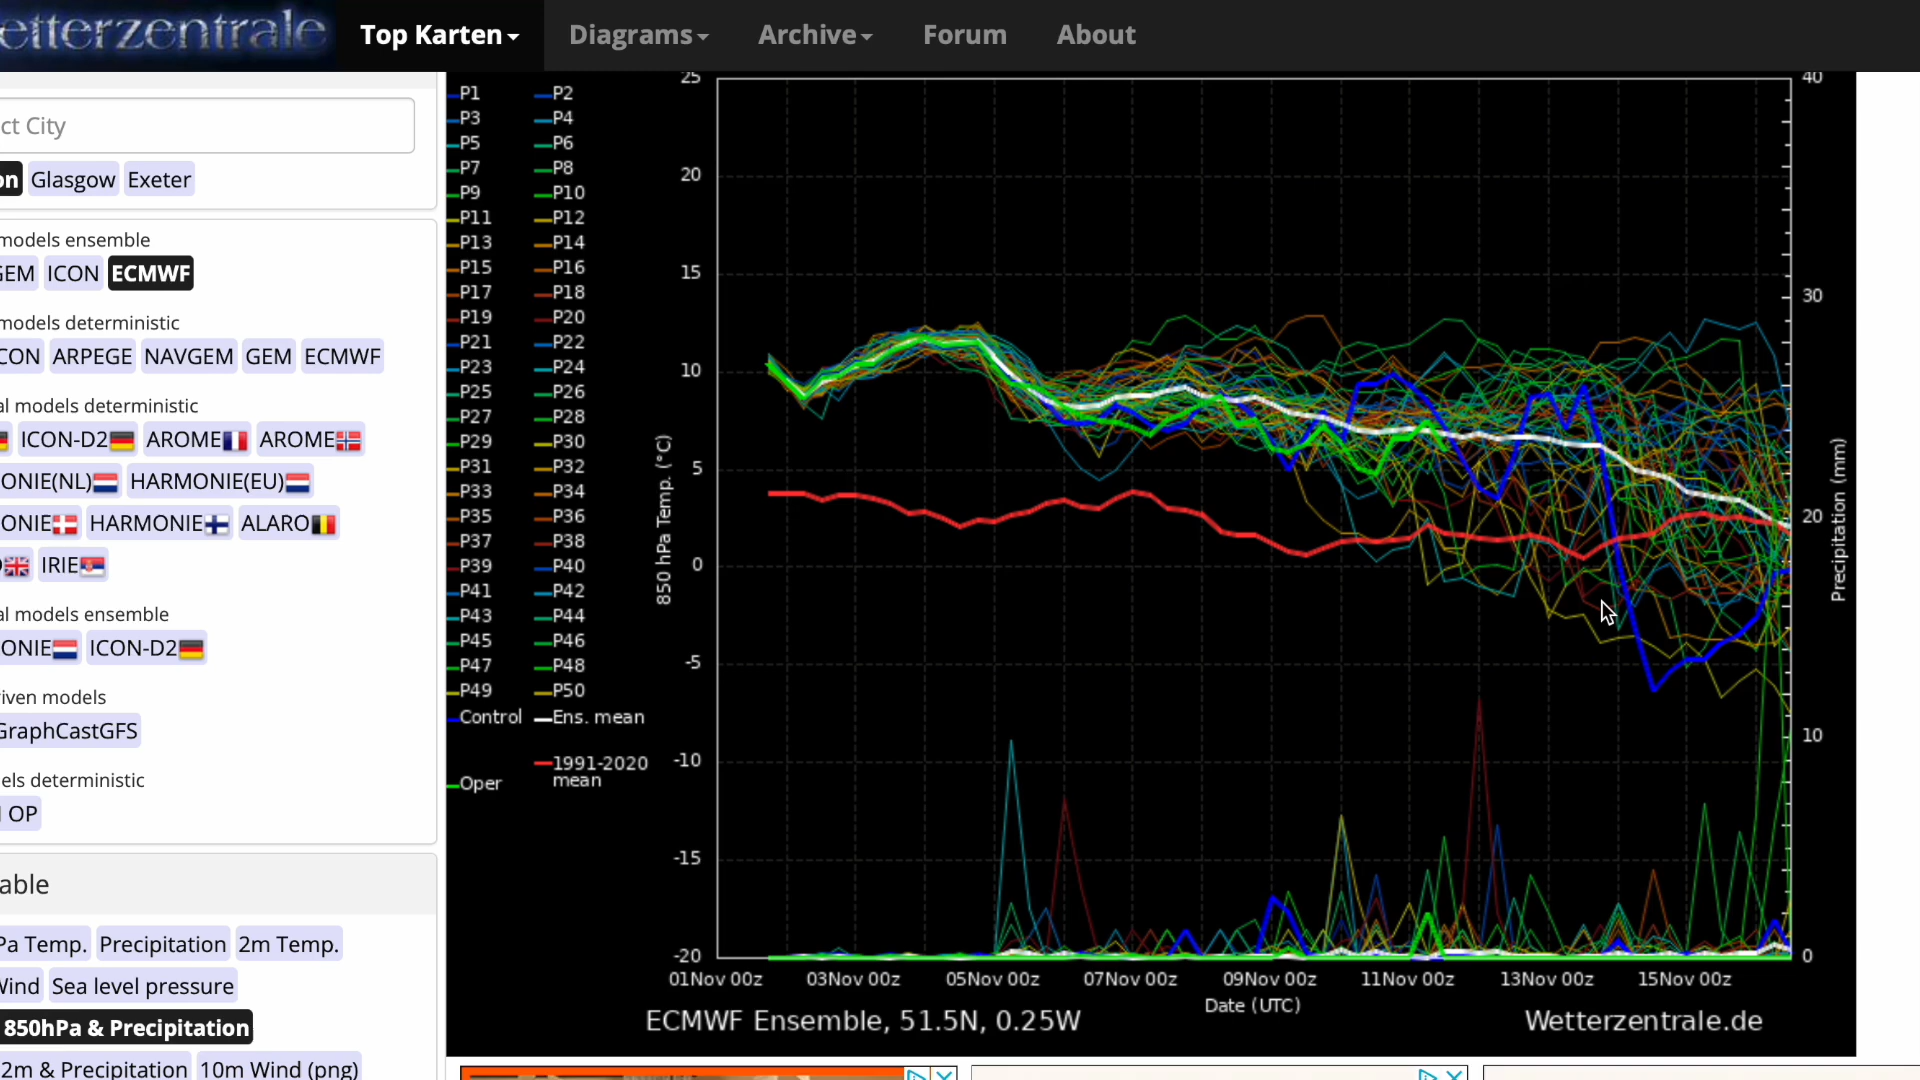 etterzentrale Top Karten Diagrams Archive Forum About
ct City
on Glasgow Exeter
models ensemble
GEM ICON ECMWF
models deterministic
CON ARPEGE NAVGEM GEM ECMWF
al models deterministic
ICON-D2 AROME AROME
ONIE(NL) HARMONIE(EU)
ONIE HARMONIE ALARO
IRIE
al models ensemble
ONIE ICON-D2
iven models
GraphCastGFS
els deterministic
OP
able
Pa Temp. Precipitation 2m Temp.
Wind Sea level pressure
850hPa & Precipitation
2m & Precipitation 10m Wind (png)
P1 P2
P3 P4
P5 P6
P7 P8
P9 P10
P11 P12
P13 P14
P15 P16
P17 P18
P19 P20
P21 P22
P23 P24
P25 P26
P27 P28
P29 P30
P31 P32
P33 P34
P35 P36
P37 P38
P39 P40
P41 P42
P43 P44
P45 P46
P47 P48
P49 P50
Control Ens. mean
1991-2020
mean
Oper
850 hPa Temp. (°C)
25
20
15
10
5
0
-5
-10
-15
-20
40
30
20
10
0
Precipitation (mm)
01Nov 00z 03Nov 00z 05Nov 00z 07Nov 00z 09Nov 00z 11Nov 00z 13Nov 00z 15Nov 00z
Date (UTC)
ECMWF Ensemble, 51.5N, 0.25W Wetterzentrale.de